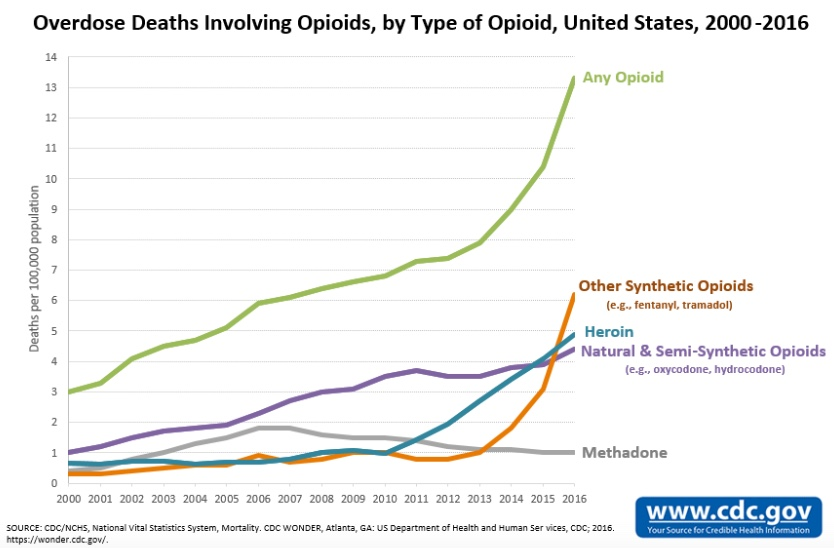 Overdose Deaths Involving Opioids, by Type of Opioid, United States, 2000-2016
14
13
12
11
10
9
8
7
6
5
4
3
2
1
0
Deaths per 100,000 population
Any Opioid
Other Synthetic Opioids
(e.g., fentanyl, tramadol)
Heroin
Natural & Semi-Synthetic Opioids
(e.g., oxycodone, hydrocodone)
Methadone
2000 2001 2002 2003 2004 2005 2006 2007 2008 2009 2010 2011 2012 2013 2014 2015 2016
SOURCE: CDC/NCHS, National Vital Statistics System, Mortality. CDC WONDER, Atlanta, GA: US Department of Health and Human Ser vices, CDC; 2016.
https://wonder.cdc.gov/.
www.cdc.gov
Your Source for Credible Health Information